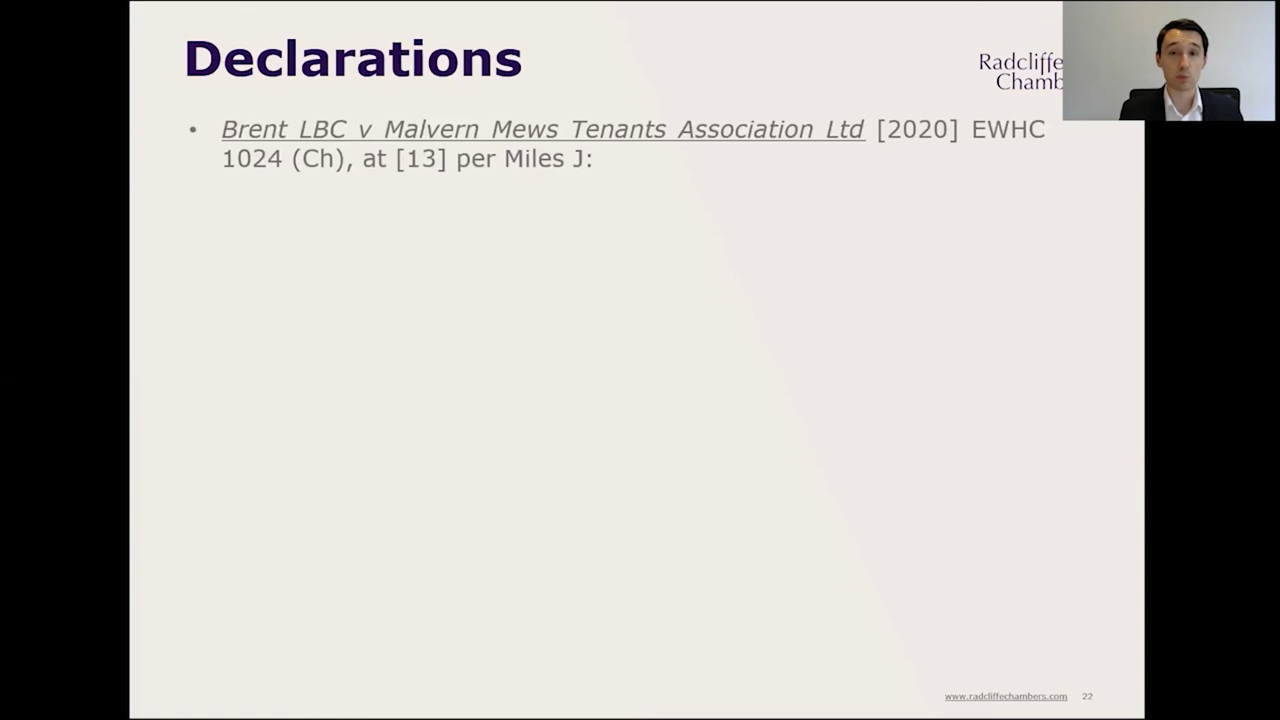 Declarations
Radcliffe
Chamb
• Brent LBC v Malvern Mews Tenants Association Ltd [2020] EWHC
1024 (Ch), at [13] per Miles J:
www.radcliffechambers.com 22